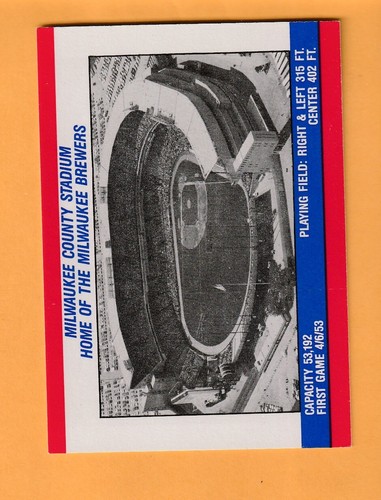 MILWAUKEE COUNTY STADIUM
HOME OF THE MILWAUKEE BREWERS
CAPACITY 53,192
FIRST GAME 4/6/53
PLAYING FIELD: RIGHT & LEFT 315 FT.
CENTER 402 FT.